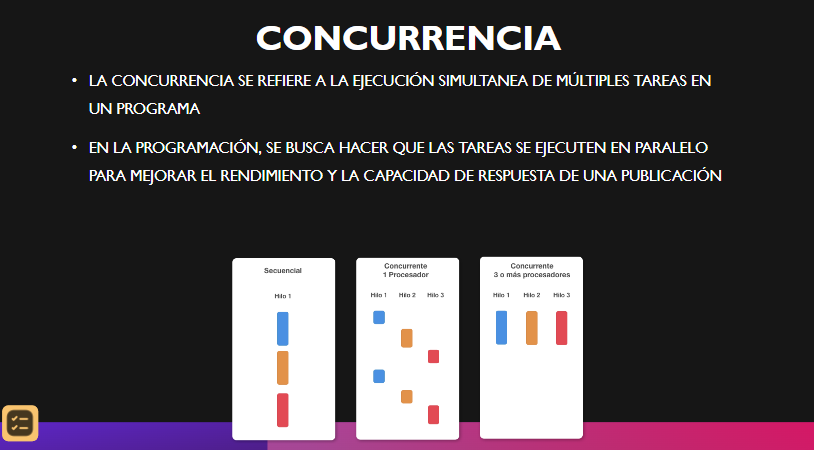 CONCURRENCIA
• LA CONCURRENCIA SE REFIERE A LA EJECUCIÓN SIMULTANEA DE MÚLTIPLES TAREAS EN
UN PROGRAMA
• EN LA PROGRAMACIÓN, SE BUSCA HACER QUE LAS TAREAS SE EJECUTEN EN PARALELO
PARA MEJORAR EL RENDIMIENTO Y LA CAPACIDAD DE RESPUESTA DE UNA PUBLICACIÓN
Secuencial
Hilo 1
Concurrente
1 Procesador
Hilo 1 Hilo 2 Hilo 3
Concurrente
3 o más procesadores
Hilo 1 Hilo 2 Hilo 3